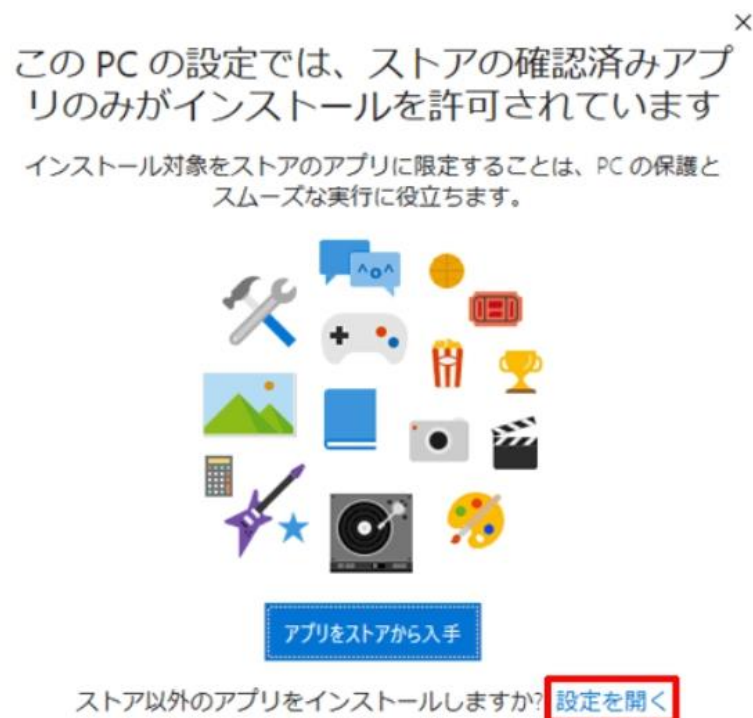 この PC の設定では、ストアの確認済みアプ
リのみがインストールを許可されています
インストール対象をストアのアプリに限定することは、PC の保護と
スムーズな実行に役立ちます。
^o^
アプリをストアから入手
ストア以外のアプリをインストールしますか? 設定を開く